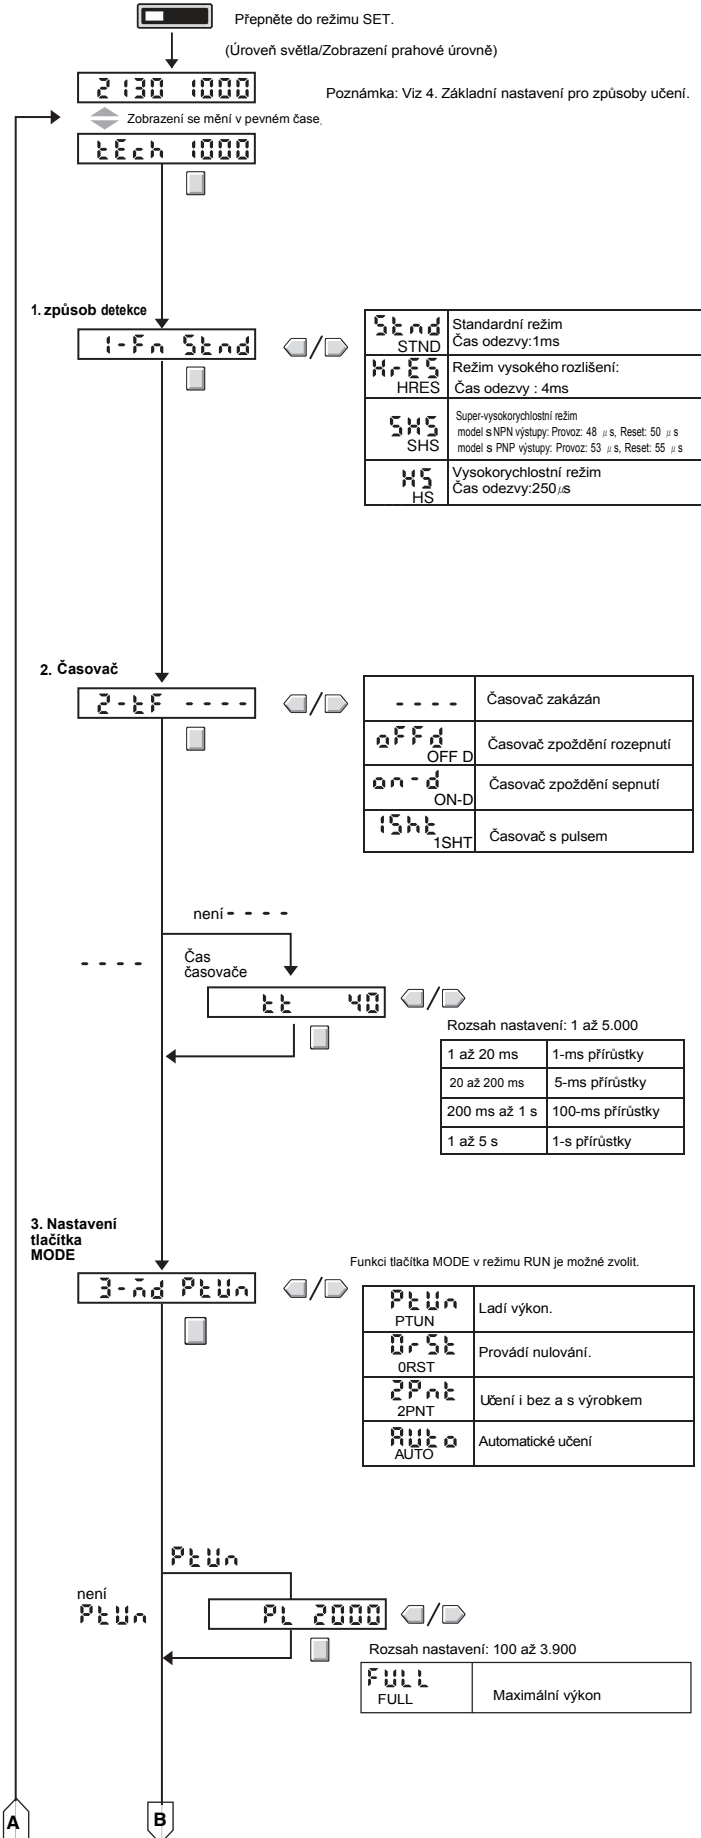 Přepněte do režimu SET.
(Úroveň světla/Zobrazení prahové úrovně)
2130 1000
Poznámka: Viz 4. Základní nastavení pro způsoby učení.
Zobrazení se mění v pevném čase.
tEch 1000
1. způsob detekce
1-Fn Stnd
Stnd
STND
Standardní režim
Čas odezvy:1ms
HrES
HRES
Režim vysokého rozlišení:
Čas odezvy : 4ms
SHS
SHS
Super-vysokorychlostní režim
model s NPN výstupy: Provoz: 48 μs, Reset: 50 μs
model s PNP výstupy: Provoz: 53 μs, Reset: 55 μs
HS
HS
Vysokorychlostní režim
Čas odezvy:250μs
2. Časovač
2-tF ----
---- Časovač zakázán
oFFd
OFF D
Časovač zpoždění rozepnutí
on-d
ON-D
Časovač zpoždění sepnutí
1Sht
1SHT
Časovač s pulsem
není ----
----
Čas
časovače
tt 40
Rozsah nastavení: 1 až 5.000
1 až 20 ms 1-ms přírůstky
20 až 200 ms 5-ms přírůstky
200 ms až 1 s 100-ms přírůstky
1 až 5 s 1-s přírůstky
3. Nastavení
tlačítka
MODE
Funkci tlačítka MODE v režimu RUN je možné zvolit.
3-md PtUn
PtUn
PTUN
Ladí výkon.
0rSt
0RST
Provádí nulování.
2Pnt
2PNT
Učení i bez a s výrobkem
AUto
AUTO
Automatické učení
PtUn
není
PtUn
PL 2000
Rozsah nastavení: 100 až 3.900
FULL
FULL
Maximální výkon
A
B